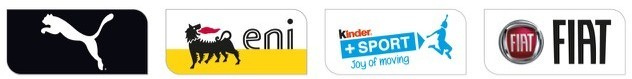 eni
Kinder
+ SPORT
Joy of moving
FIAT FIAT